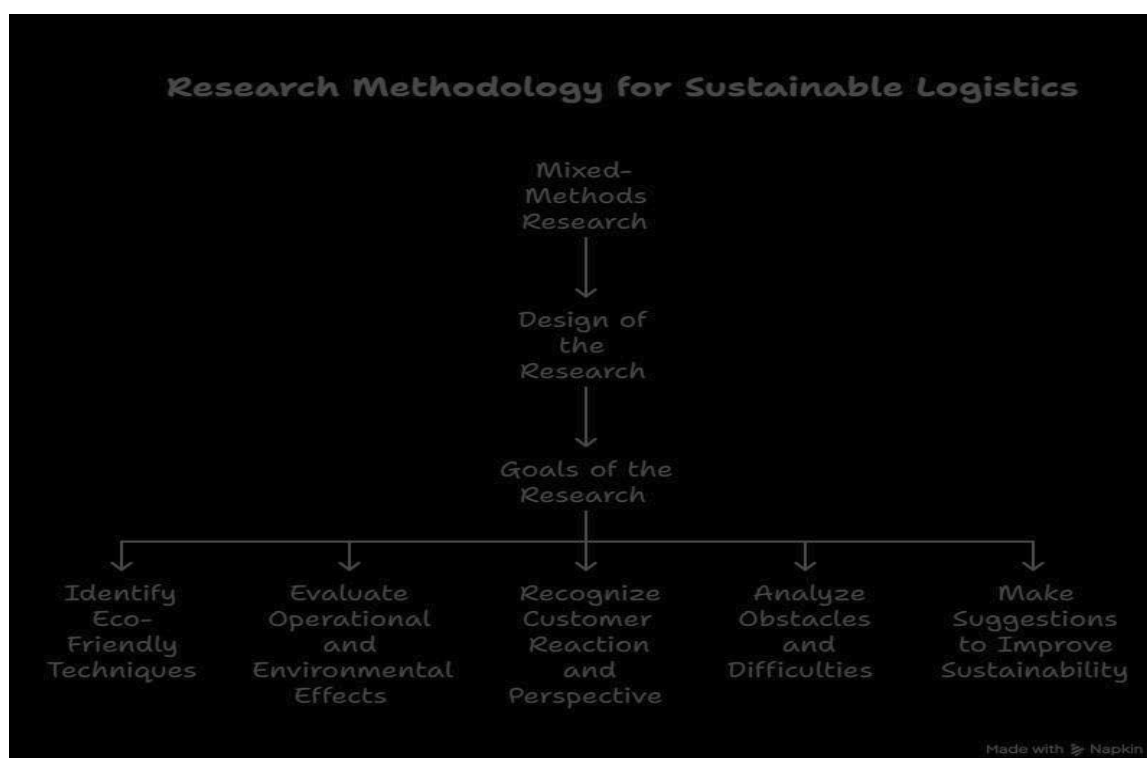 Research Methodology for Sustainable Logistics
Mixed-
Methods
Research
Design of
the
Research
Goals of the
Research
Identify
Eco-
Friendly
Techniques
Evaluate
Operational
and
Environmental
Effects
Recognize
Customer
Reaction
and
Perspective
Analyze
Obstacles
and
Difficulties
Make
Suggestions
to Improve
Sustainability
Made with Napkin